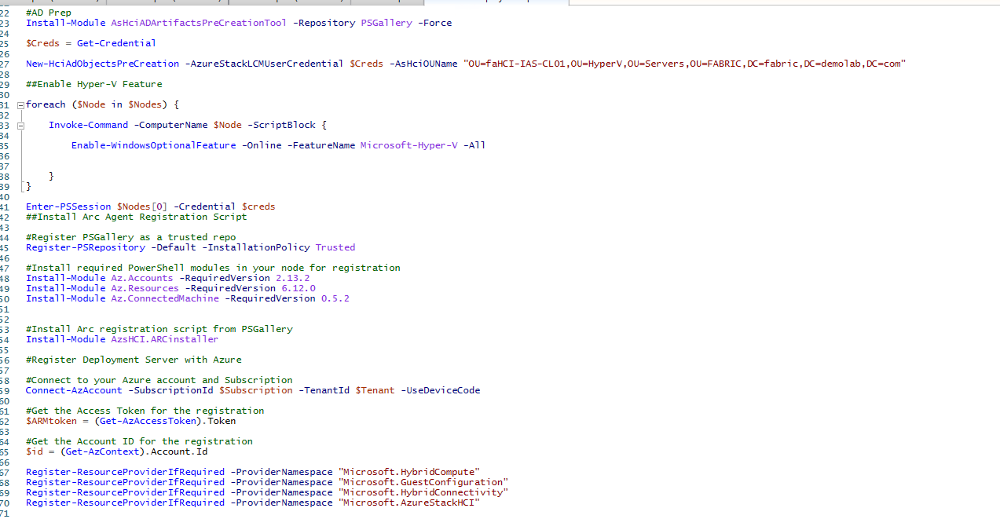 22 #AD Prep
23 Install-Module AsHciADArtifactsPreCreationTool -Repository PSGallery -Force
24
25 $Creds = Get-Credential
26
27 New-HciAdObjectsPreCreation -AzureStackLCMUserCredential $Creds -AsHciOUName "OU=faHCI-IAS-CL01,OU=HyperV,OU=Servers,OU=FABRIC,DC=fabric,DC=demolab,DC=com"
28
29 ##Enable Hyper-V Feature
30
31 foreach ($Node in $Nodes) {
32
33 Invoke-Command -ComputerName $Node -ScriptBlock {
34
35 Enable-WindowsOptionalFeature -Online -FeatureName Microsoft-Hyper-V -All
36
37
38 }
39 }
40
41 Enter-PSSession $Nodes[0] -Credential $creds
42 ##Install Arc Agent Registration Script
43
44 #Register PSGallery as a trusted repo
45 Register-PSRepository -Default -InstallationPolicy Trusted
46
47 #Install required PowerShell modules in your node for registration
48 Install-Module Az.Accounts -RequiredVersion 2.13.2
49 Install-Module Az.Resources -RequiredVersion 6.12.0
50 Install-Module Az.ConnectedMachine -RequiredVersion 0.5.2
51
52
53 #Install Arc registration script from PSGallery
54 Install-Module AzsHCI.ARCinstaller
55
56 #Register Deployment Server with Azure
57
58 #Connect to your Azure account and Subscription
59 Connect-AzAccount -SubscriptionId $Subscription -TenantId $Tenant -UseDeviceCode
60
61 #Get the Access Token for the registration
62 $ARMtoken = (Get-AzAccessToken).Token
63
64 #Get the Account ID for the registration
65 $id = (Get-AzContext).Account.Id
66
67 Register-ResourceProviderIfRequired -ProviderNamespace "Microsoft.HybridCompute"
68 Register-ResourceProviderIfRequired -ProviderNamespace "Microsoft.GuestConfiguration"
69 Register-ResourceProviderIfRequired -ProviderNamespace "Microsoft.HybridConnectivity"
70 Register-ResourceProviderIfRequired -ProviderNamespace "Microsoft.AzureStackHCI"
71